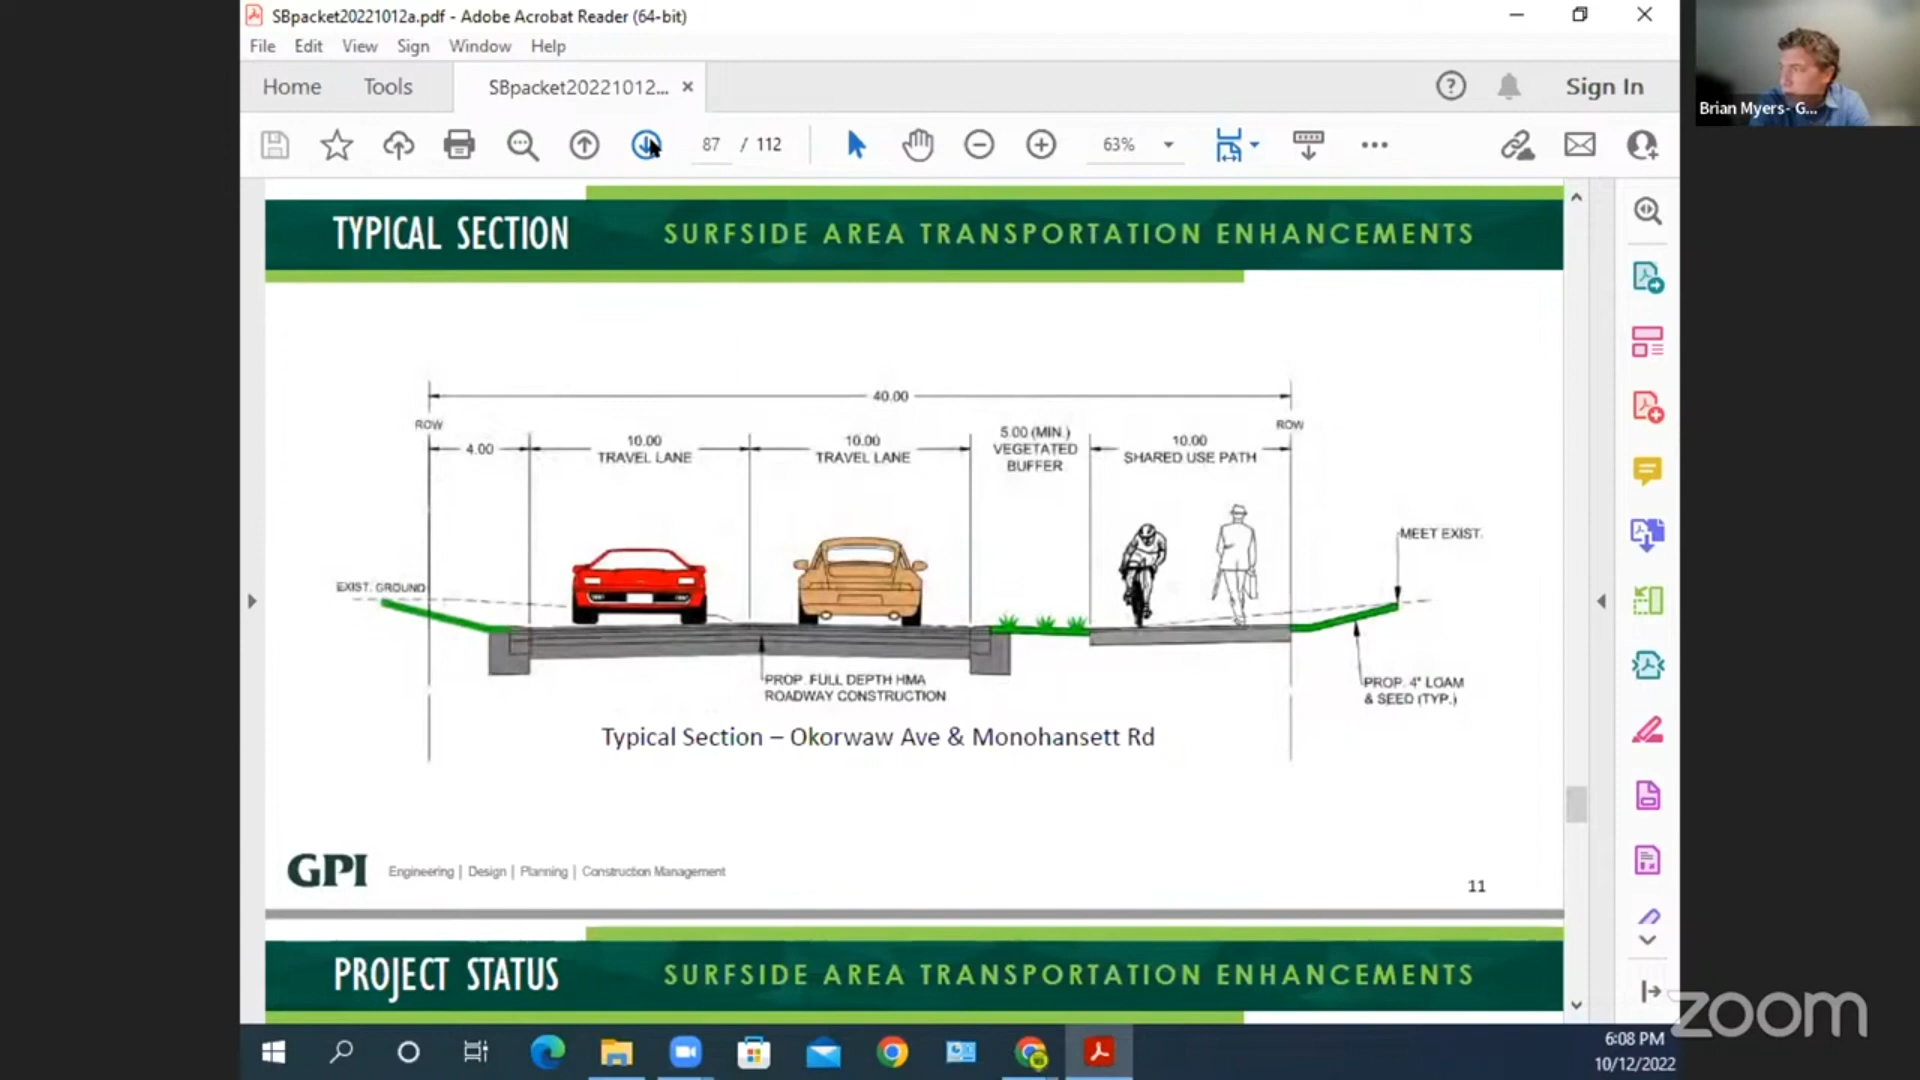 SBpacket20221012a.pdf - Adobe Acrobat Reader (64-bit)
File Edit View Sign Window Help
Home Tools SBpacket20221012... × Sign In
87 / 112 63%
Brian Myers- G...
TYPICAL SECTION SURFSIDE AREA TRANSPORTATION ENHANCEMENTS
40.00
ROW ROW
4.00
10.00
TRAVEL LANE
10.00
TRAVEL LANE
5.00 (MIN.)
VEGETATED
BUFFER
10.00
SHARED USE PATH
MEET EXIST.
EXIST. GROUND
PROP. FULL DEPTH HMA
ROADWAY CONSTRUCTION
PROP. 4" LOAM
& SEED (TYP.)
Typical Section – Okorwaw Ave & Monohansett Rd
GPI Engineering | Design | Planning | Construction Management
11
PROJECT STATUS SURFSIDE AREA TRANSPORTATION ENHANCEMENTS
zoom
6:08 PM
10/12/2022